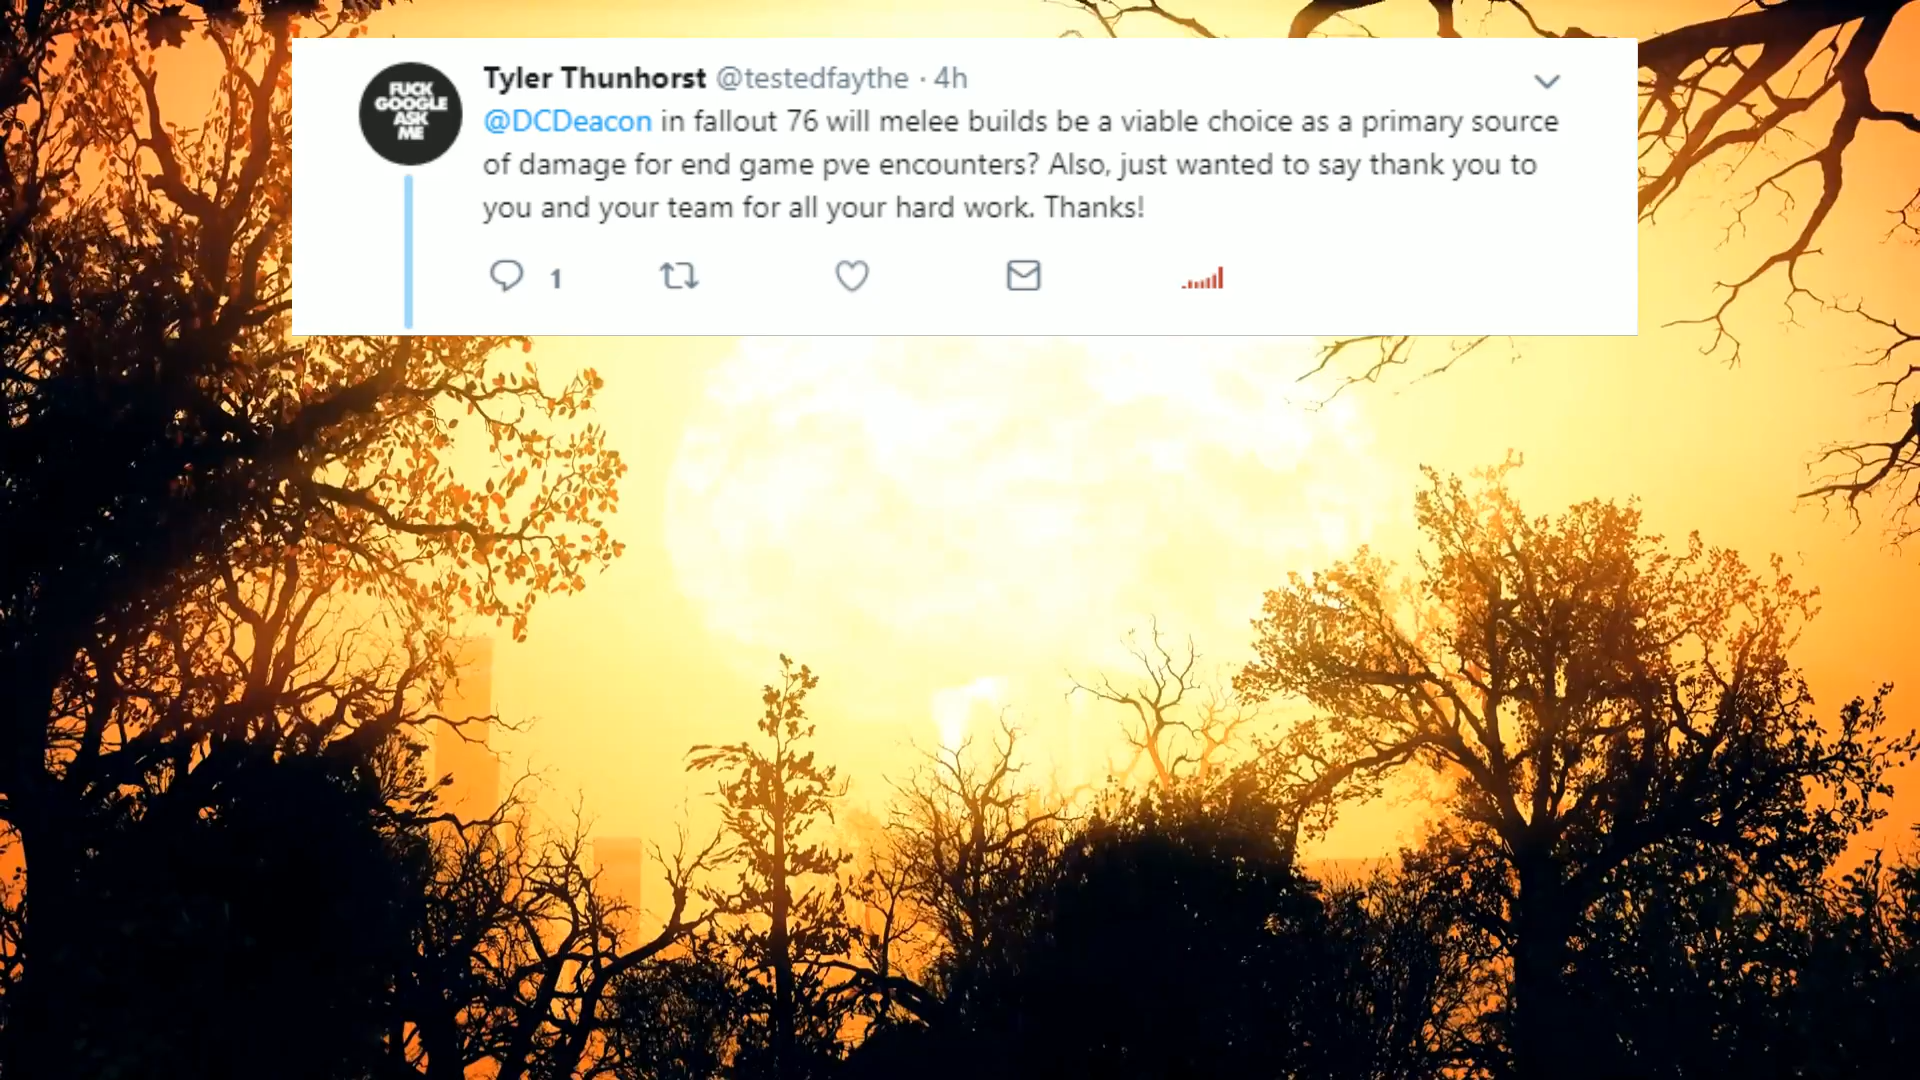 FUCK
GOOGLE
ASK
ME
Tyler Thunhorst @testedfaythe · 4h
@DCDeacon in fallout 76 will melee builds be a viable choice as a primary source
of damage for end game pve encounters? Also, just wanted to say thank you to
you and your team for all your hard work. Thanks!
1